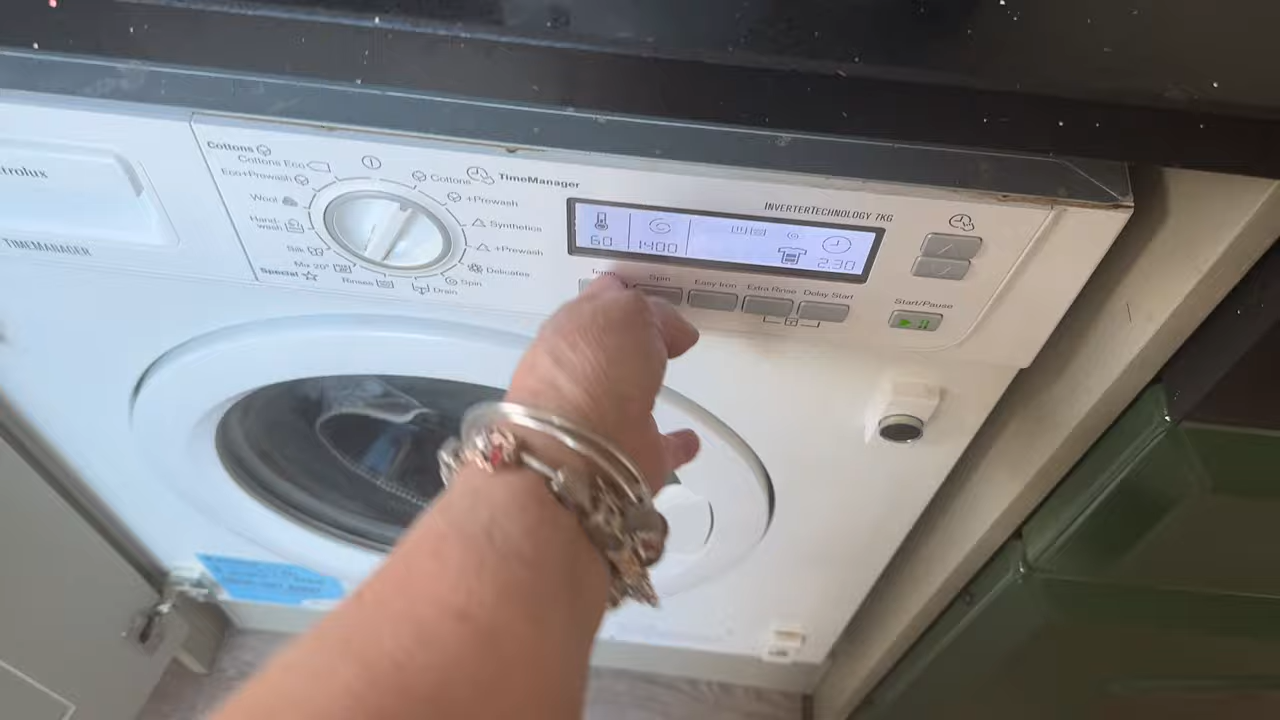 trolux
TIMEMANAGER
Cottons
Cottons Eco
Eco+Prewash
Wool
Hand-
wash
Silk
Mix 20°
Special
Rinses
Drain
Spin
Delicates
+Prewash
Synthetics
+Prewash
Cottons
TimeManager
INVERTERTECHNOLOGY 7KG
60
1400
2.30
Temp.
Spin
Easy Iron
Extra Rinse
Delay Start
Start/Pause